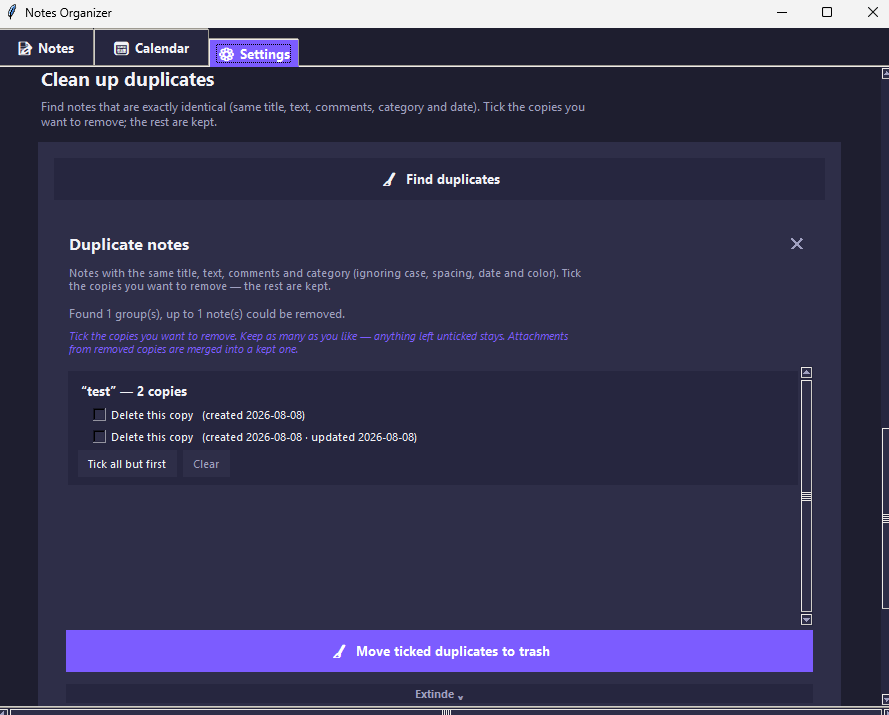 Notes Organizer
Notes
Calendar
Settings
Clean up duplicates
Find notes that are exactly identical (same title, text, comments, category and date). Tick the copies you
want to remove; the rest are kept.
Find duplicates
Duplicate notes
Notes with the same title, text, comments and category (ignoring case, spacing, date and color). Tick
the copies you want to remove — the rest are kept.
Found 1 group(s), up to 1 note(s) could be removed.
Tick the copies you want to remove. Keep as many as you like — anything left unticked stays. Attachments
from removed copies are merged into a kept one.
“test” — 2 copies
Delete this copy (created 2026-08-08)
Delete this copy (created 2026-08-08 · updated 2026-08-08)
Tick all but first
Clear
Move ticked duplicates to trash
Extinde